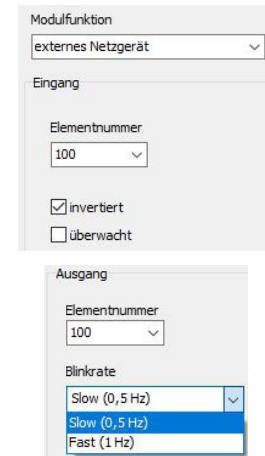 Modulfunktion
externes Netzgerät
Eingang
Elementnummer
100
invertiert
überwacht
Ausgang
Elementnummer
100
Blinkrate
Slow (0,5 Hz)
Slow (0,5 Hz)
Fast (1 Hz)